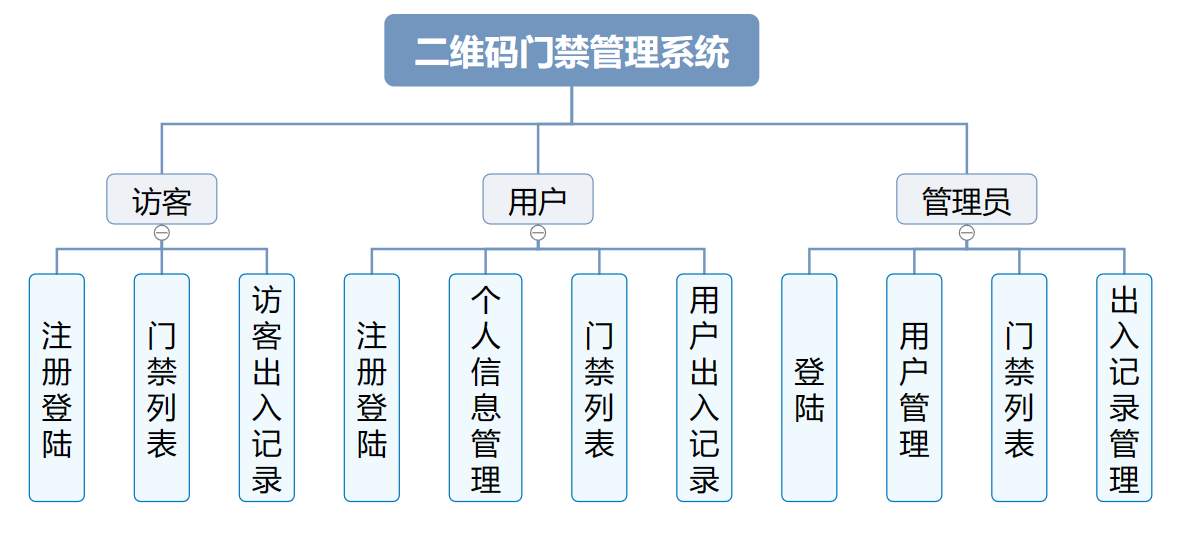 二维码门禁管理系统
访客
用户
管理员
注册登陆
门禁列表
访客出入记录
注册登陆
个人信息管理
门禁列表
用户出入记录
登陆
用户管理
门禁列表
出入记录管理